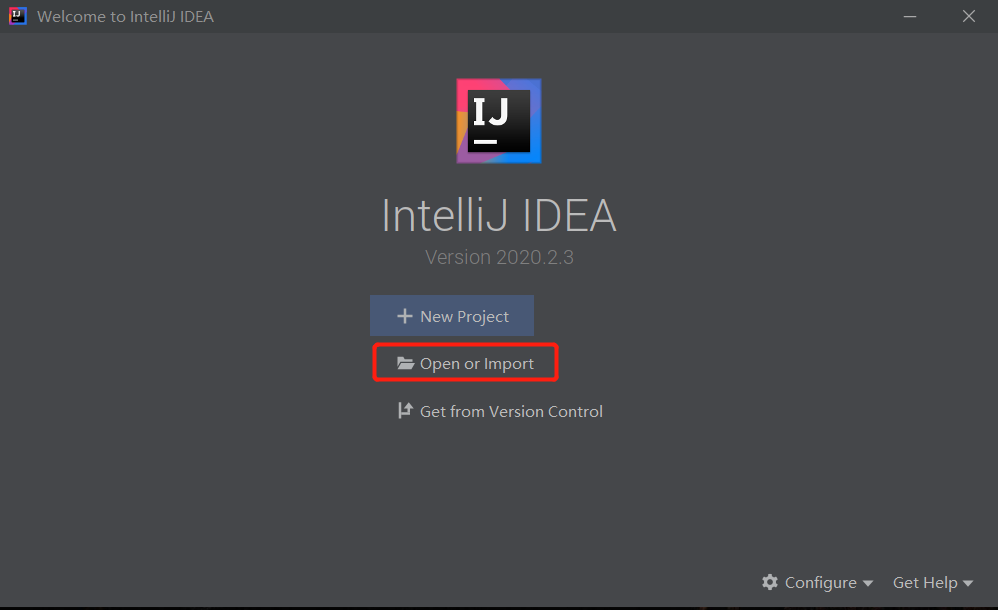 Welcome to IntelliJ IDEA
IJ
IntelliJ IDEA
Version 2020.2.3
New Project
Open or Import
Get from Version Control
Configure
Get Help